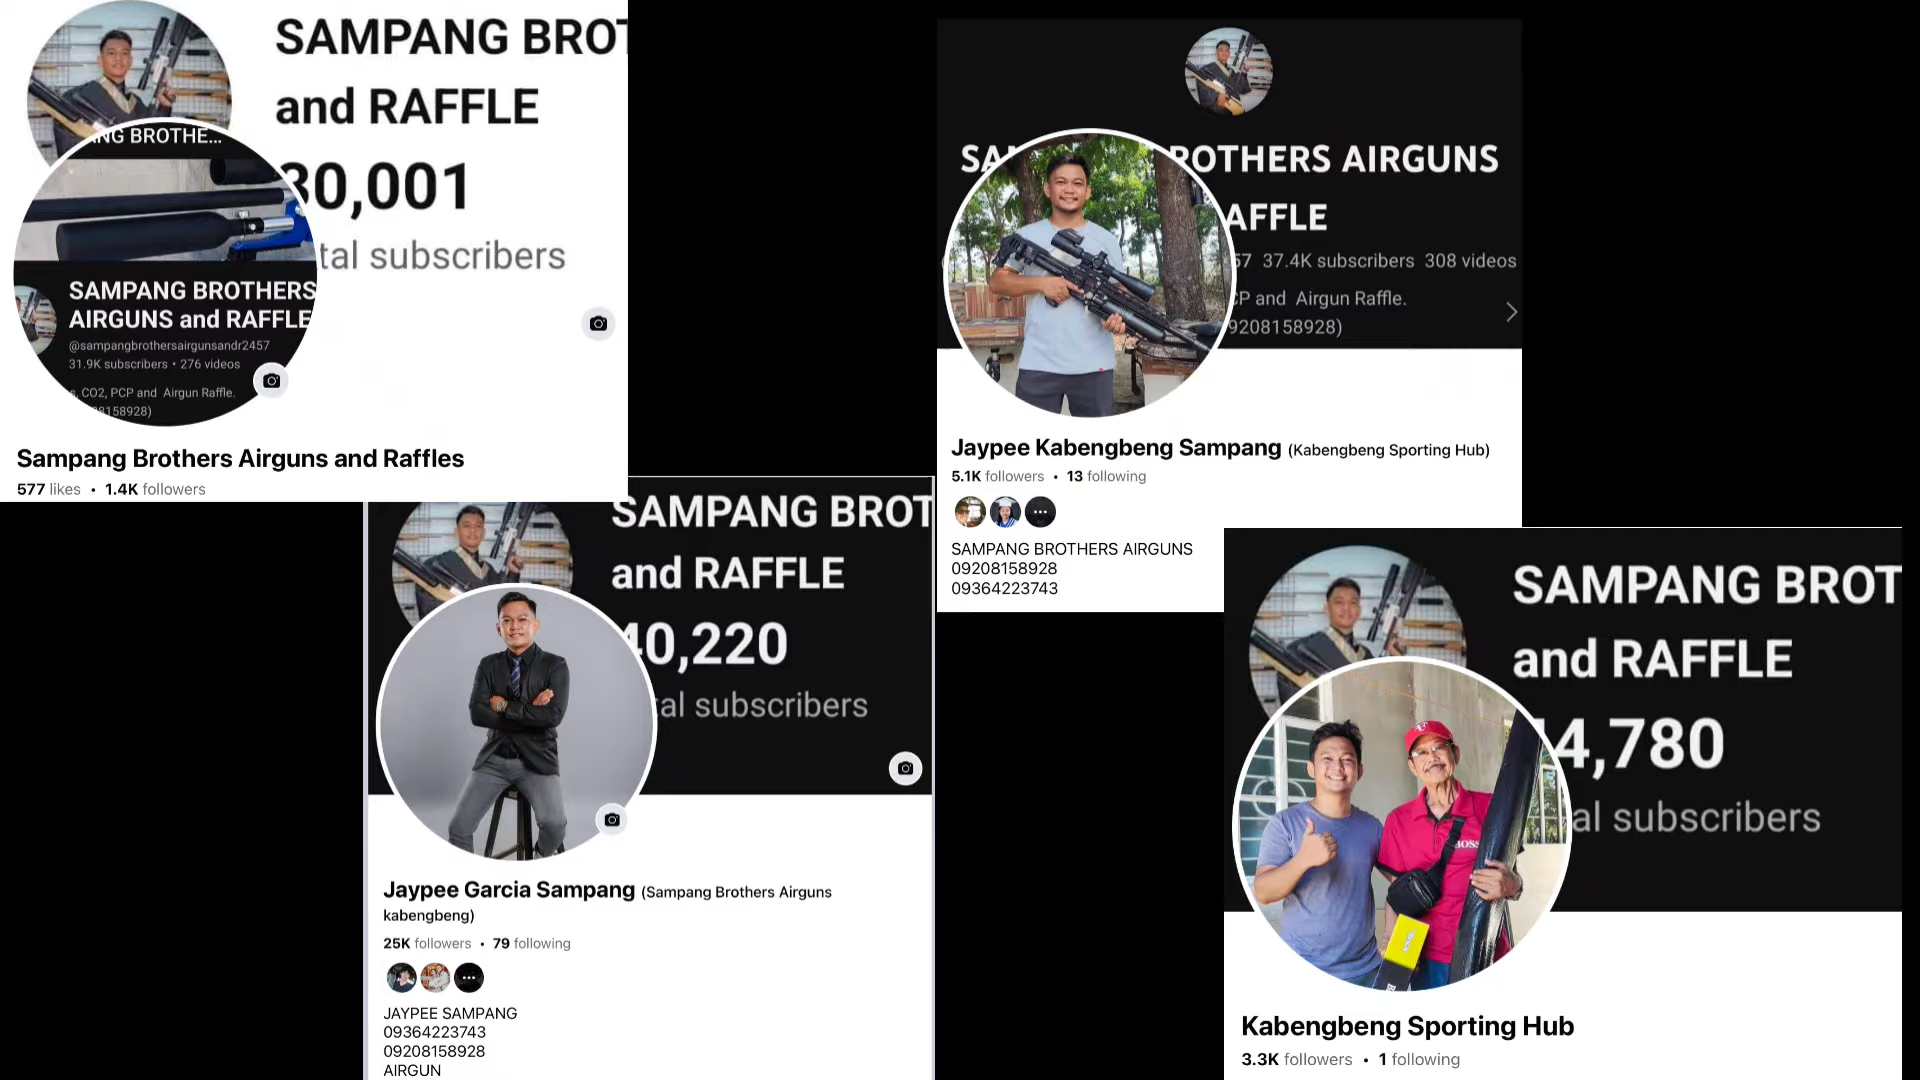 SAMPANG BROT
and RAFFLE
30,001
tal subscribers
NG BROTHE...
SAMPANG BROTHERS
AIRGUNS and RAFFLE
@sampangbrothersairgunsandr2457
31.9K subscribers • 276 videos
s, CO2, PCP and Airgun Raffle.
8158928)
Sampang Brothers Airguns and Raffles
577 likes • 1.4K followers
SA ROTHERS AIRGUNS
AFFLE
57 37.4K subscribers 308 videos
CP and Airgun Raffle.
9208158928)
Jaypee Kabengbeng Sampang (Kabengbeng Sporting Hub)
5.1K followers • 13 following
SAMPANG BROTHERS AIRGUNS
09208158928
09364223743
SAMPANG BROT
and RAFFLE
40,220
al subscribers
Jaypee Garcia Sampang (Sampang Brothers Airguns
kabengbeng)
25K followers • 79 following
JAYPEE SAMPANG
09364223743
09208158928
AIRGUN
SAMPANG BROT
and RAFFLE
4,780
al subscribers
BOSS
Kabengbeng Sporting Hub
3.3K followers • 1 following